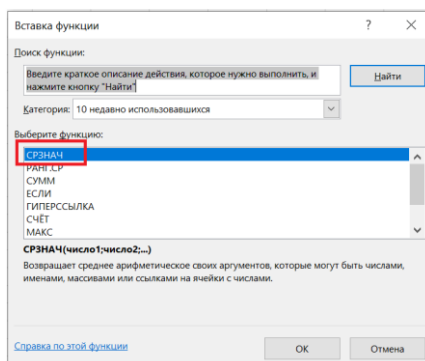 Вставка функции ? ×
Поиск функции:
Введите краткое описание действия, которое нужно выполнить, и
нажмите кнопку "Найти"
Найти
Категория: 10 недавно использовавшихся
Выберите функцию:
СРЗНАЧ
РАНГ.СР
СУММ
ЕСЛИ
ГИПЕРССЫЛКА
СЧЁТ
МАКС
СРЗНАЧ(число1;число2;...)
Возвращает среднее арифметическое своих аргументов, которые могут быть числами,
именами, массивами или ссылками на ячейки с числами.
Справка по этой функции
ОК
Отмена